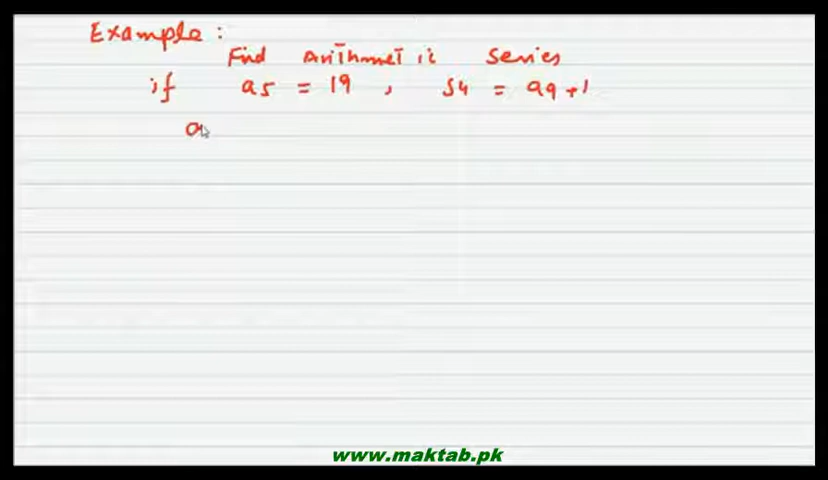 Example:
Find Arithmetic Series
if a5 = 19 , S4 = a9 + 1
a
www.maktab.pk